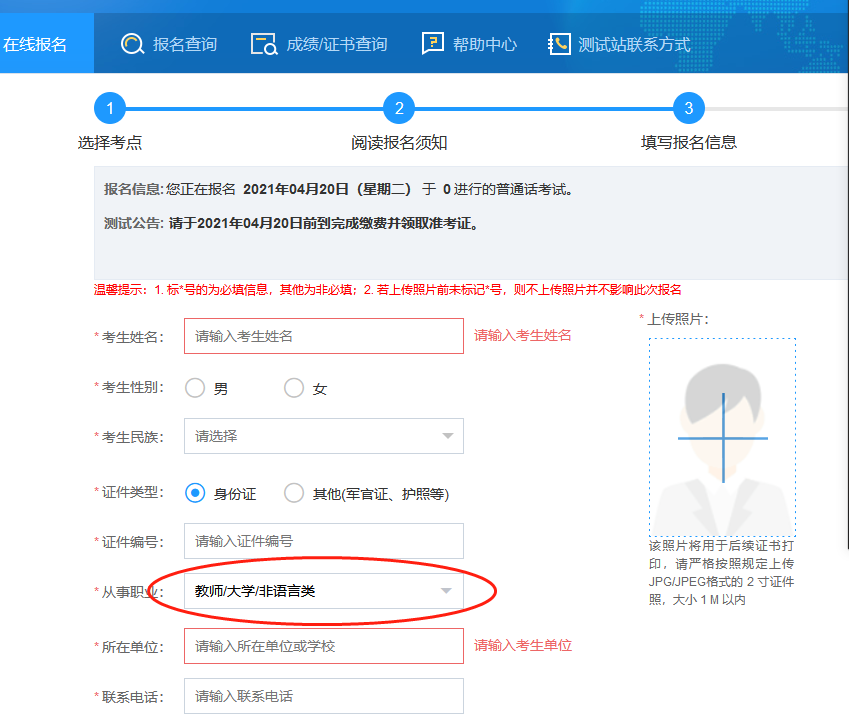 在线报名 报名查询 成绩/证书查询 帮助中心 测试站联系方式
1 2 3
选择考点 阅读报名须知 填写报名信息
报名信息:您正在报名 2021年04月20日（星期二） 于 0 进行的普通话考试。
测试公告: 请于2021年04月20日前到完成缴费并领取准考证。
温馨提示：1. 标*号的为必填信息，其他为非必填；2. 若上传照片前未标记*号，则不上传照片并不影响此次报名
*考生姓名： 请输入考生姓名 请输入考生姓名
*上传照片：
*考生性别： 男 女
*考生民族： 请选择
*证件类型： 身份证 其他(军官证、护照等)
*证件编号： 请输入证件编号
该照片将用于后续证书打
印，请严格按照规定上传
JPG/JPEG格式的 2 寸证件
照，大小 1 M 以内
*从事职业： 教师/大学/非语言类
*所在单位： 请输入所在单位或学校 请输入考生单位
*联系电话： 请输入联系电话